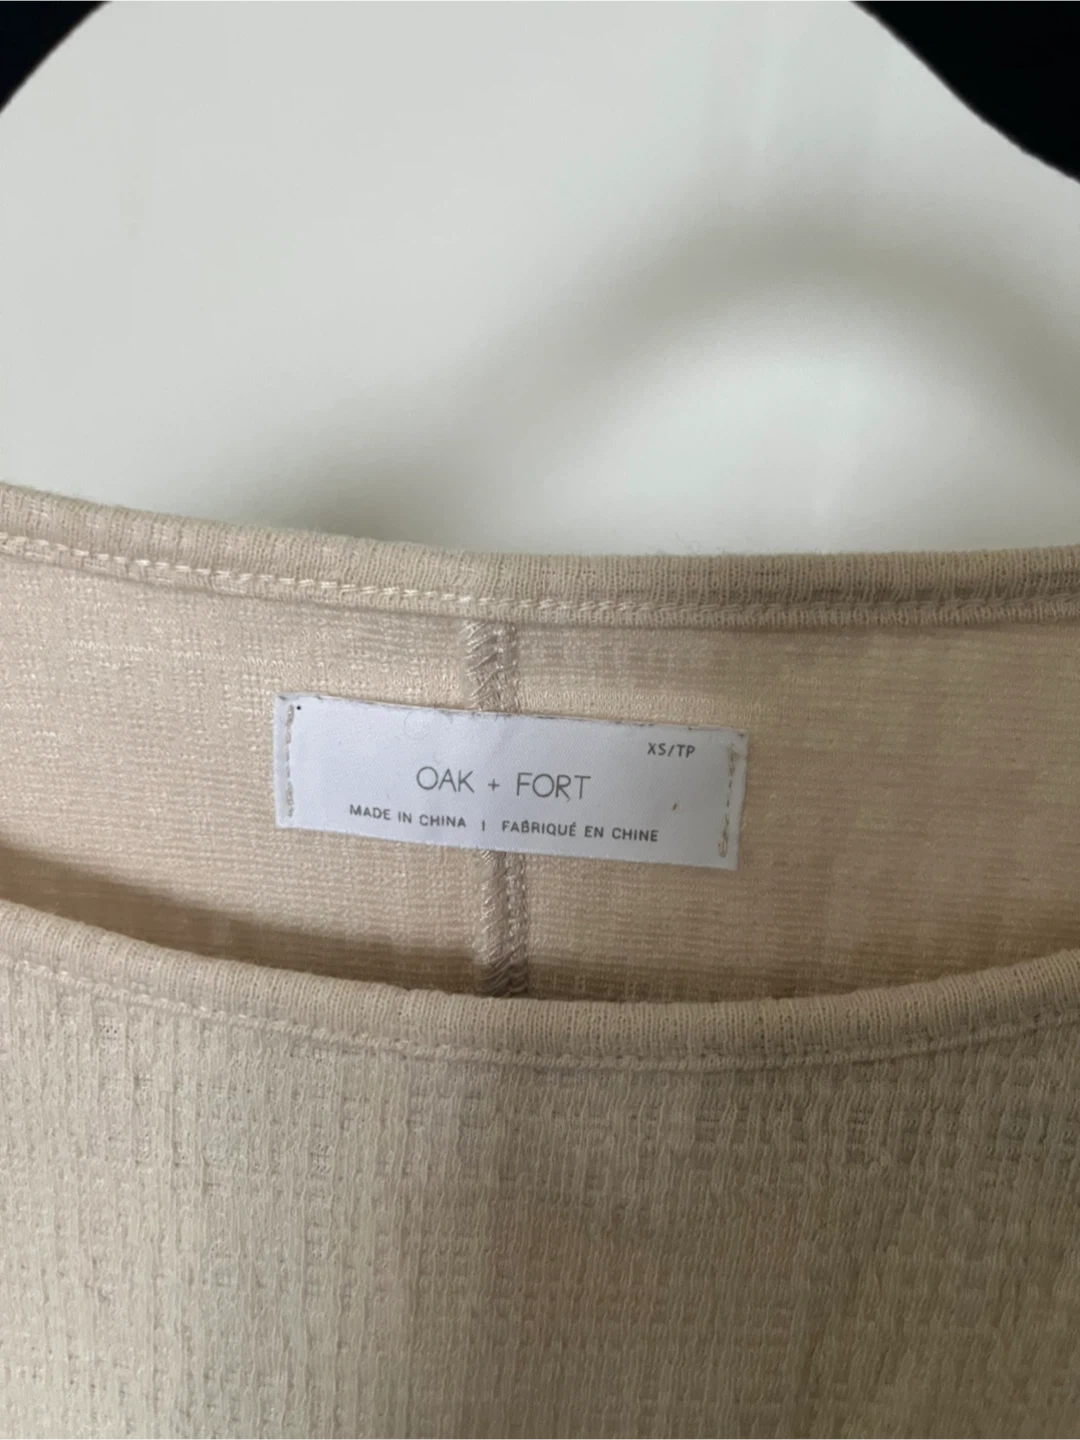 XS/TP
OAK + FORT
MADE IN CHINA | FABRIQUÉ EN CHINE